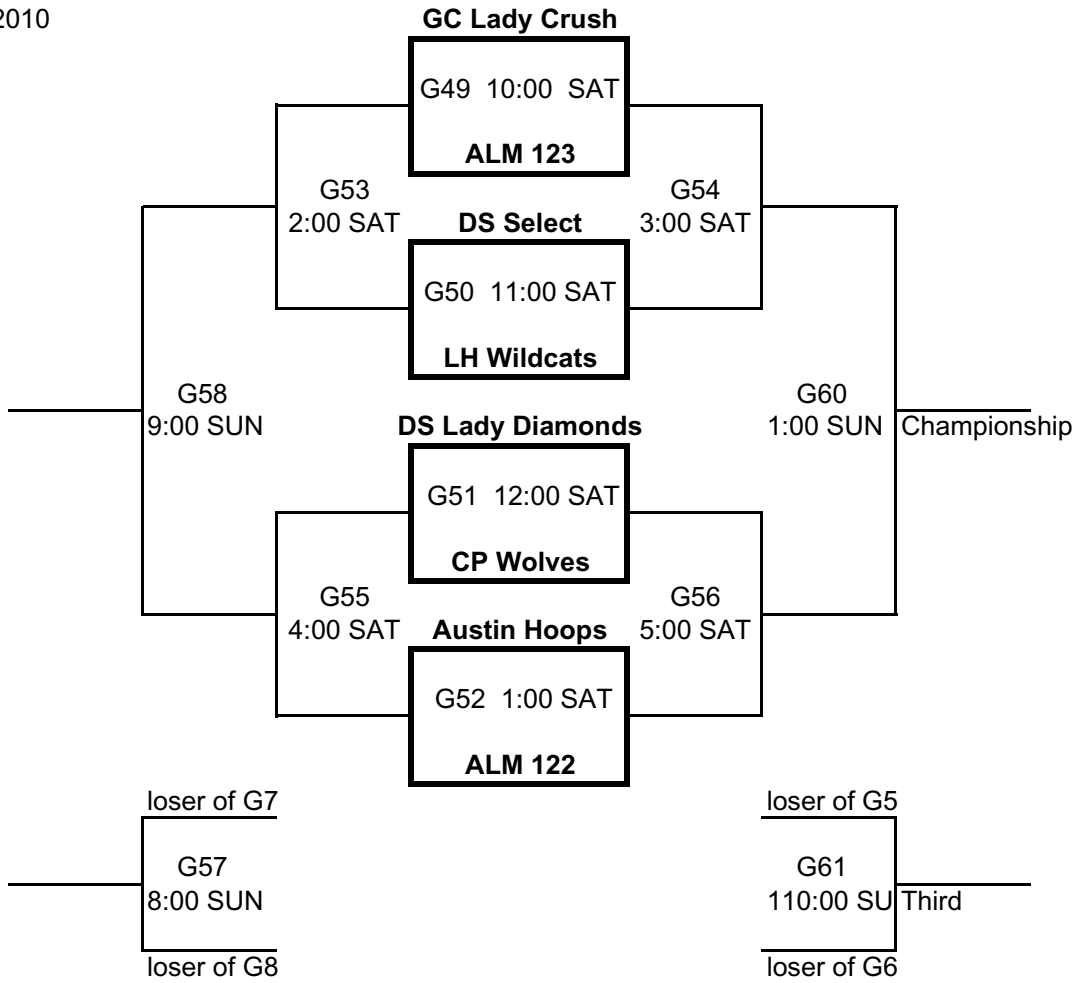 2010
GC Lady Crush
G49 10:00 SAT
ALM 123
G53
2:00 SAT
G54
3:00 SAT
DS Select
G50 11:00 SAT
LH Wildcats
G58
9:00 SUN
G60
1:00 SUN
Championship
DS Lady Diamonds
G51 12:00 SAT
CP Wolves
G55
4:00 SAT
G56
5:00 SAT
Austin Hoops
G52 1:00 SAT
ALM 122
loser of G7
G57
8:00 SUN
loser of G8
loser of G5
G61
110:00 SU
Third
loser of G6